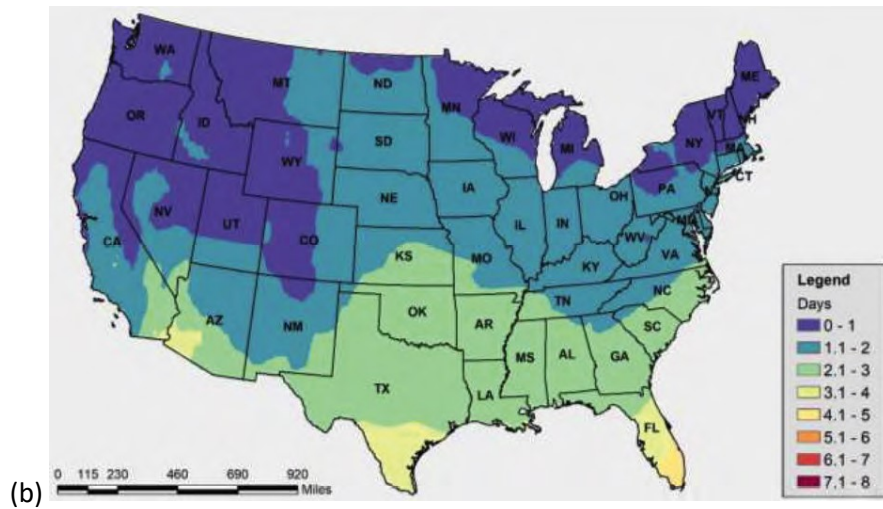 WA
MT
ND
MN
ME
OR
ID
WY
SD
WI
MI
NY
VT
NH
MA
CT
NV
UT
CO
NE
IA
IL
IN
OH
PA
NJ
CA
AZ
NM
KS
MO
KY
WV
VA
MD
OK
AR
TN
NC
SC
TX
LA
MS
AL
GA
FL
Legend
Days
0 - 1
1.1 - 2
2.1 - 3
3.1 - 4
4.1 - 5
5.1 - 6
6.1 - 7
7.1 - 8
(b)
0 115 230 460 690 920
Miles